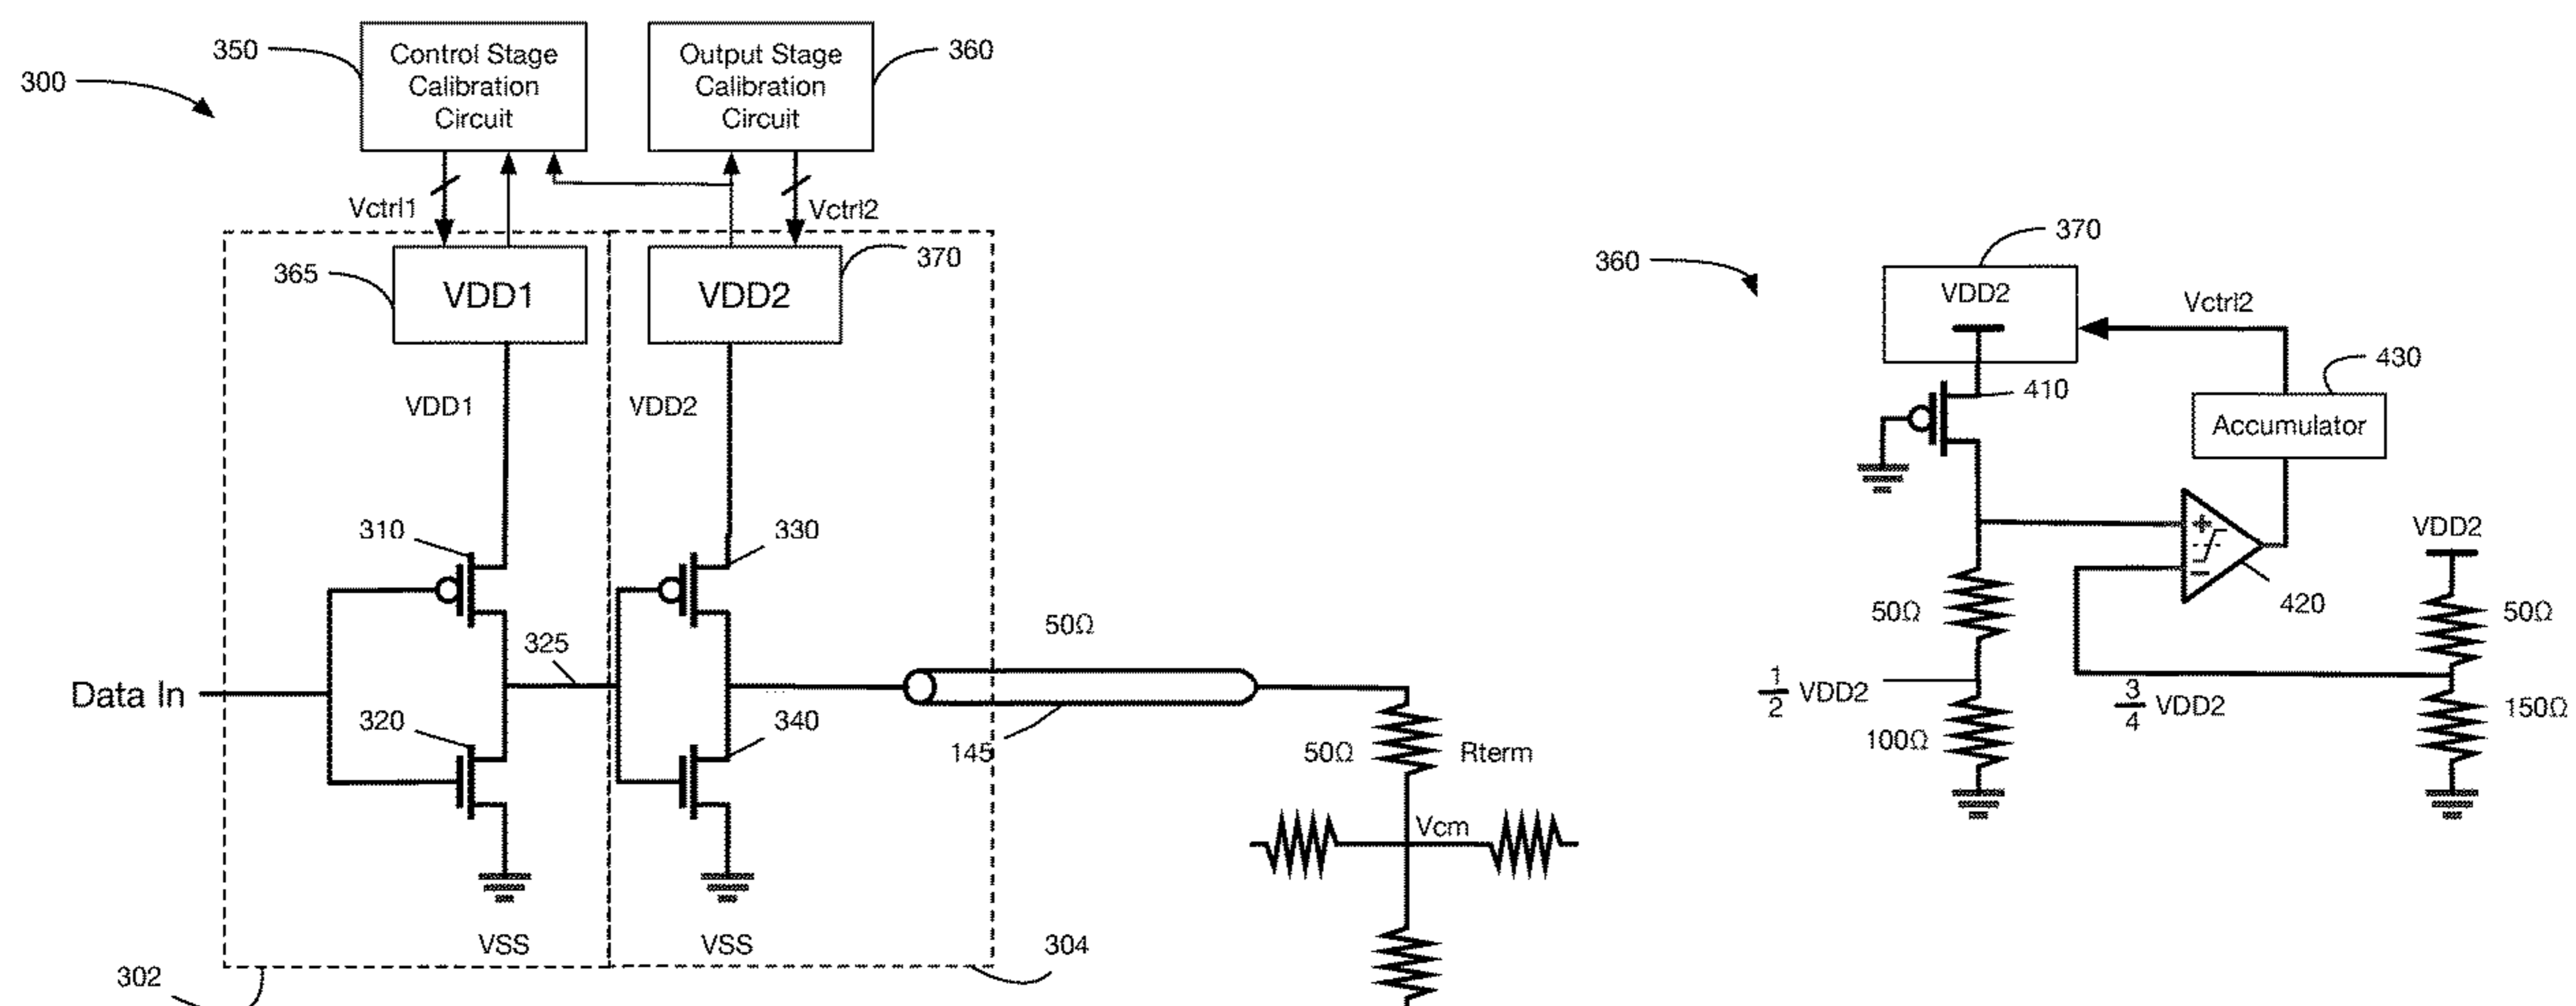 300
350
Control Stage
Calibration
Circuit
Output Stage
Calibration
Circuit
360
Vctrl1
Vctrl2
365
VDD1
VDD2
370
VDD1
VDD2
310
330
325
Data In
320
340
50Ω
145
50Ω
Rterm
Vcm
VSS
VSS
302
304
360
370
VDD2
Vctrl2
410
430
Accumulator
+
−
420
VDD2
50Ω
50Ω
1/2 VDD2
3/4 VDD2
100Ω
150Ω